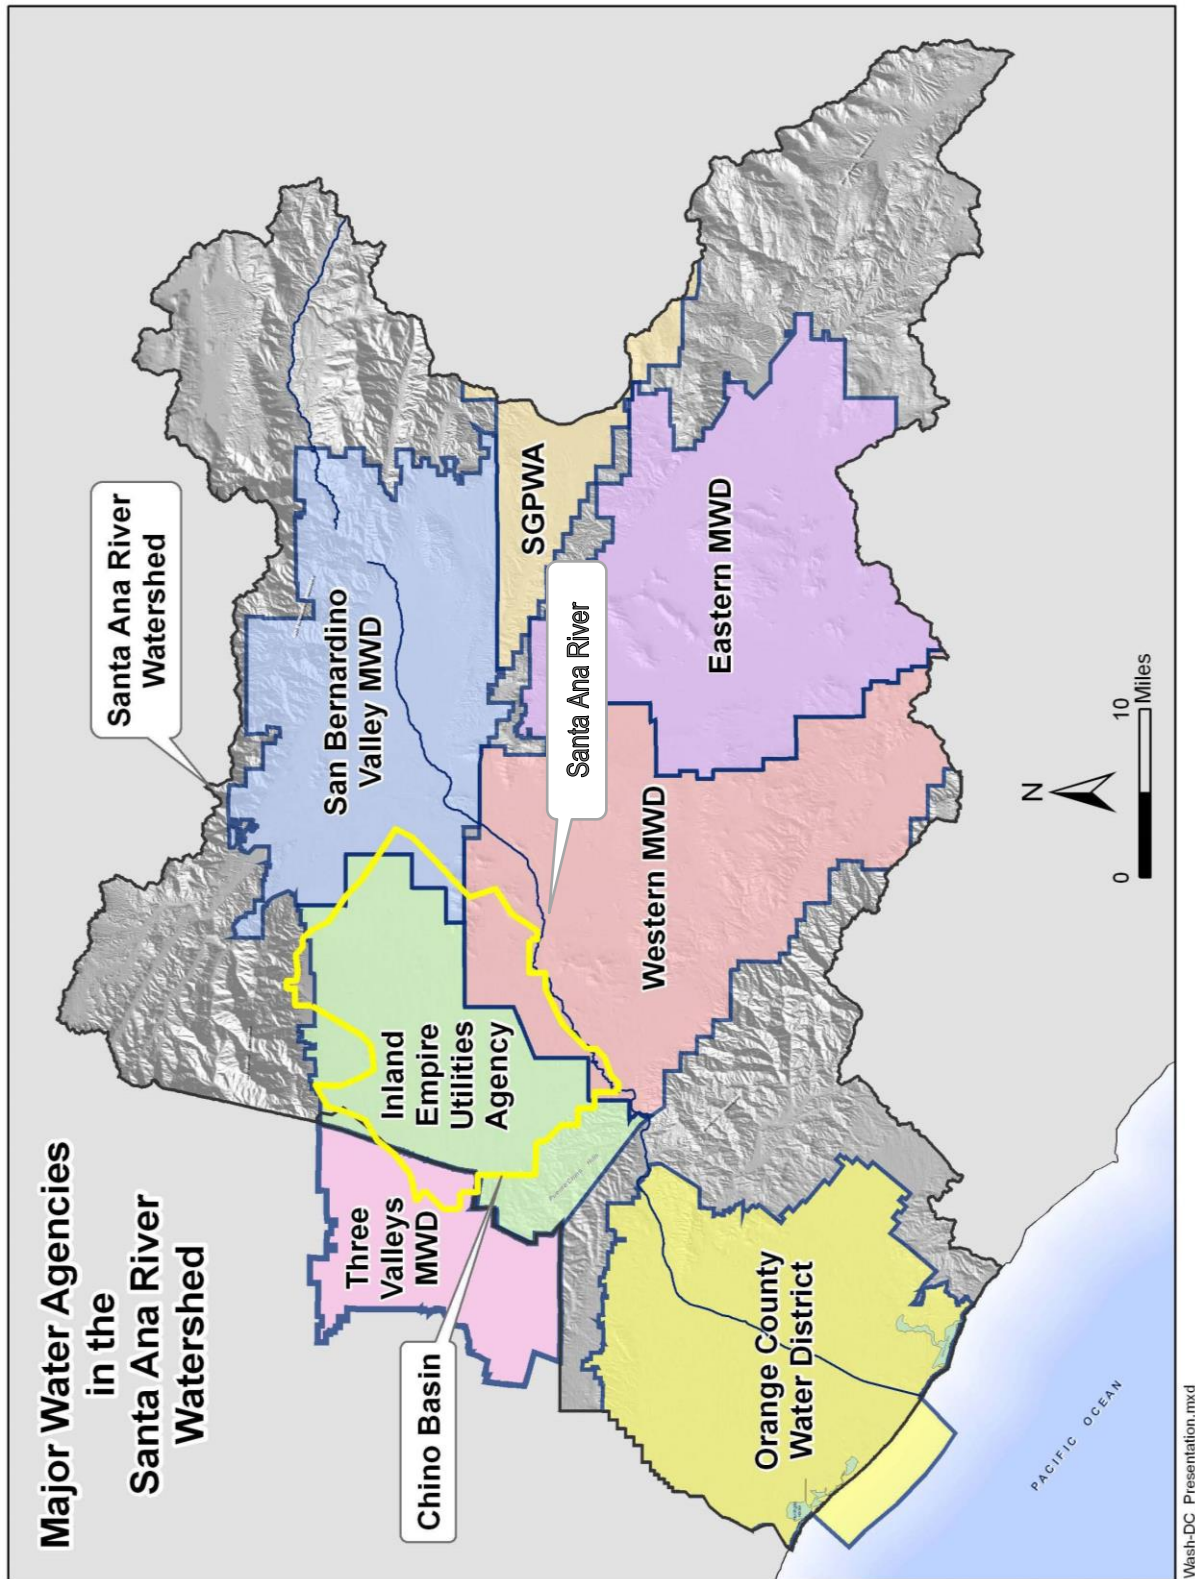 Major Water Agencies
in the
Santa Ana River
Watershed
Santa Ana River
Watershed
San Bernardino
Valley MWD
SGPWA
Three
Valleys
MWD
Inland
Empire
Utilities
Agency
Chino Basin
Santa Ana River
Western MWD
Eastern MWD
Orange County
Water District
PACIFIC OCEAN
N
0
10
Miles
Wash-DC Presentation.mxd